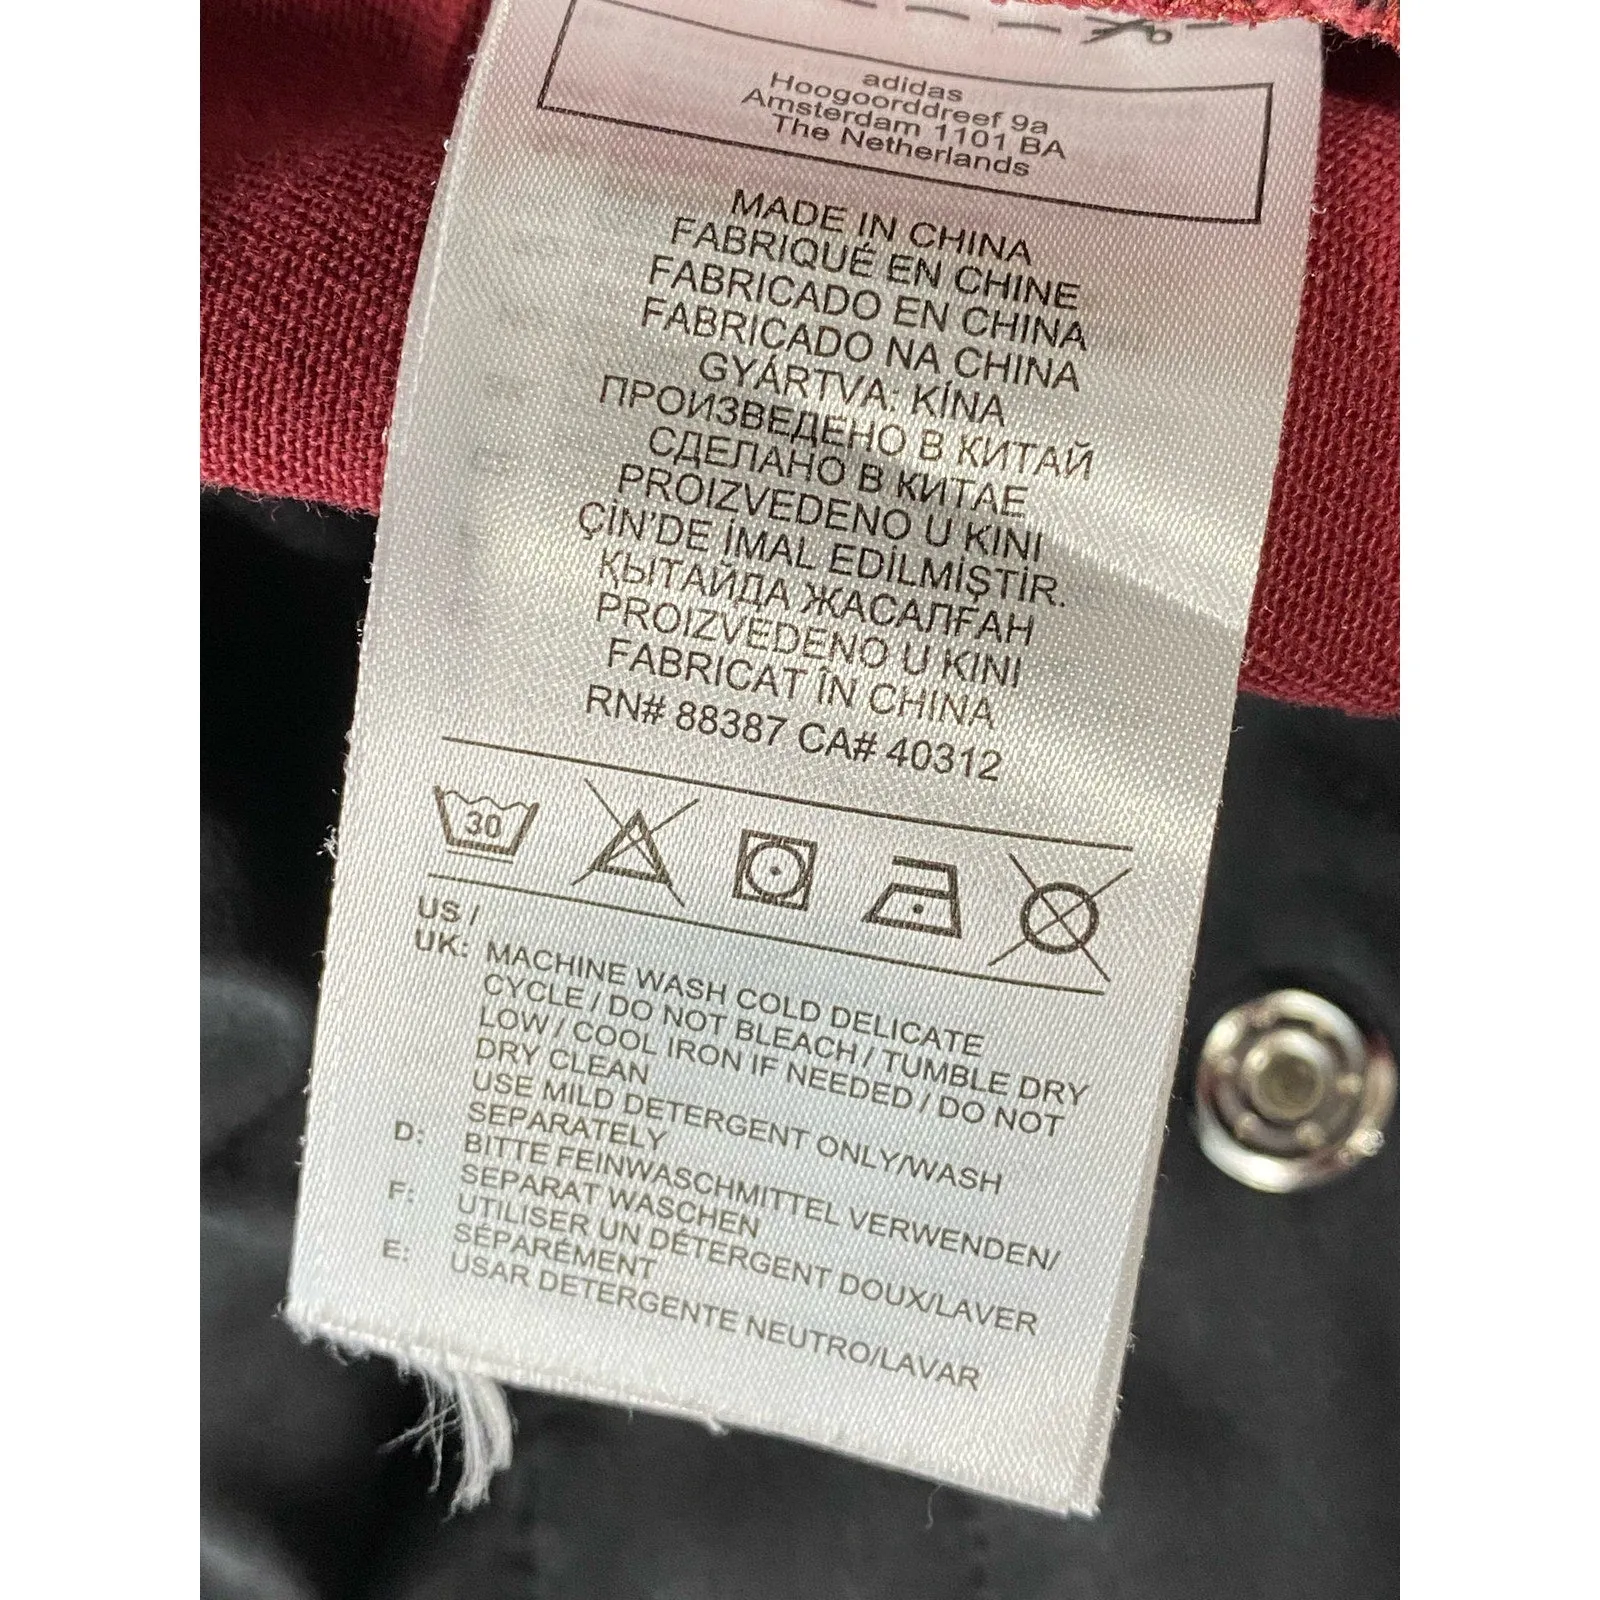 adidas
Hoogoorddreef 9a
Amsterdam 1101 BA
The Netherlands
MADE IN CHINA
FABRIQUÉ EN CHINE
FABRICADO EN CHINA
FABRICADO NA CHINA
GYÁRTVA: KÍNA
ПРОИЗВЕДЕНО В КИТАЙ
СДЕЛАНО В КИТАЕ
PROIZVEDENO U KINI
ÇİN'DE İMAL EDİLMİŞTİR.
ҚЫТАЙДА ЖАСАЛҒАН
PROIZVEDENO U KINI
FABRICAT ÎN CHINA
RN# 88387 CA# 40312
30
US /
UK: MACHINE WASH COLD DELICATE
CYCLE / DO NOT BLEACH / TUMBLE DRY
LOW / COOL IRON IF NEEDED / DO NOT
DRY CLEAN
USE MILD DETERGENT ONLY/WASH
SEPARATELY
D: BITTE FEINWASCHMITTEL VERWENDEN/
SEPARAT WASCHEN
F: UTILISER UN DÉTERGENT DOUX/LAVER
SÉPARÉMENT
E: USAR DETERGENTE NEUTRO/LAVAR